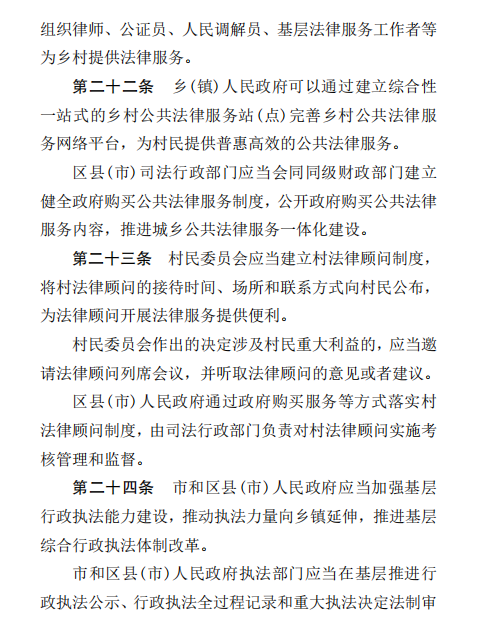 组织律师、公证员、人民调解员、基层法律服务工作者等
为乡村提供法律服务。
第二十二条　乡(镇)人民政府可以通过建立综合性
一站式的乡村公共法律服务站(点)完善乡村公共法律服
务网络平台，为村民提供普惠高效的公共法律服务。
区县(市)司法行政部门应当会同同级财政部门建立
健全政府购买公共法律服务制度，公开政府购买公共法律
服务内容，推进城乡公共法律服务一体化建设。
第二十三条　村民委员会应当建立村法律顾问制度，
将村法律顾问的接待时间、场所和联系方式向村民公布，
为法律顾问开展法律服务提供便利。
村民委员会作出的决定涉及村民重大利益的，应当邀
请法律顾问列席会议，并听取法律顾问的意见或者建议。
区县(市)人民政府通过政府购买服务等方式落实村
法律顾问制度，由司法行政部门负责对村法律顾问实施考
核管理和监督。
第二十四条　市和区县(市)人民政府应当加强基层
行政执法能力建设，推动执法力量向乡镇延伸，推进基层
综合行政执法体制改革。
市和区县(市)人民政府执法部门应当在基层推进行
政执法公示、行政执法全过程记录和重大执法决定法制审